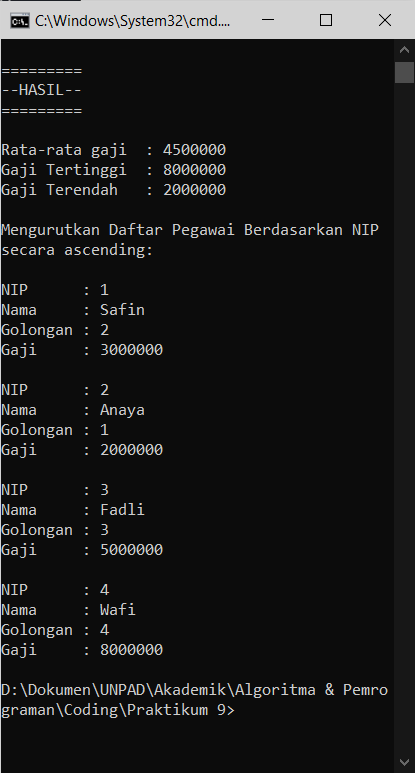 C:\Windows\System32\cmd....
=========
--HASIL--
=========
Rata-rata gaji  : 4500000
Gaji Tertinggi  : 8000000
Gaji Terendah   : 2000000
Mengurutkan Daftar Pegawai Berdasarkan NIP
secara ascending:
NIP      : 1
Nama     : Safin
Golongan : 2
Gaji     : 3000000
NIP      : 2
Nama     : Anaya
Golongan : 1
Gaji     : 2000000
NIP      : 3
Nama     : Fadli
Golongan : 3
Gaji     : 5000000
NIP      : 4
Nama     : Wafi
Golongan : 4
Gaji     : 8000000
D:\Dokumen\UNPAD\Akademik\Algoritma & Pemro
graman\Coding\Praktikum 9>